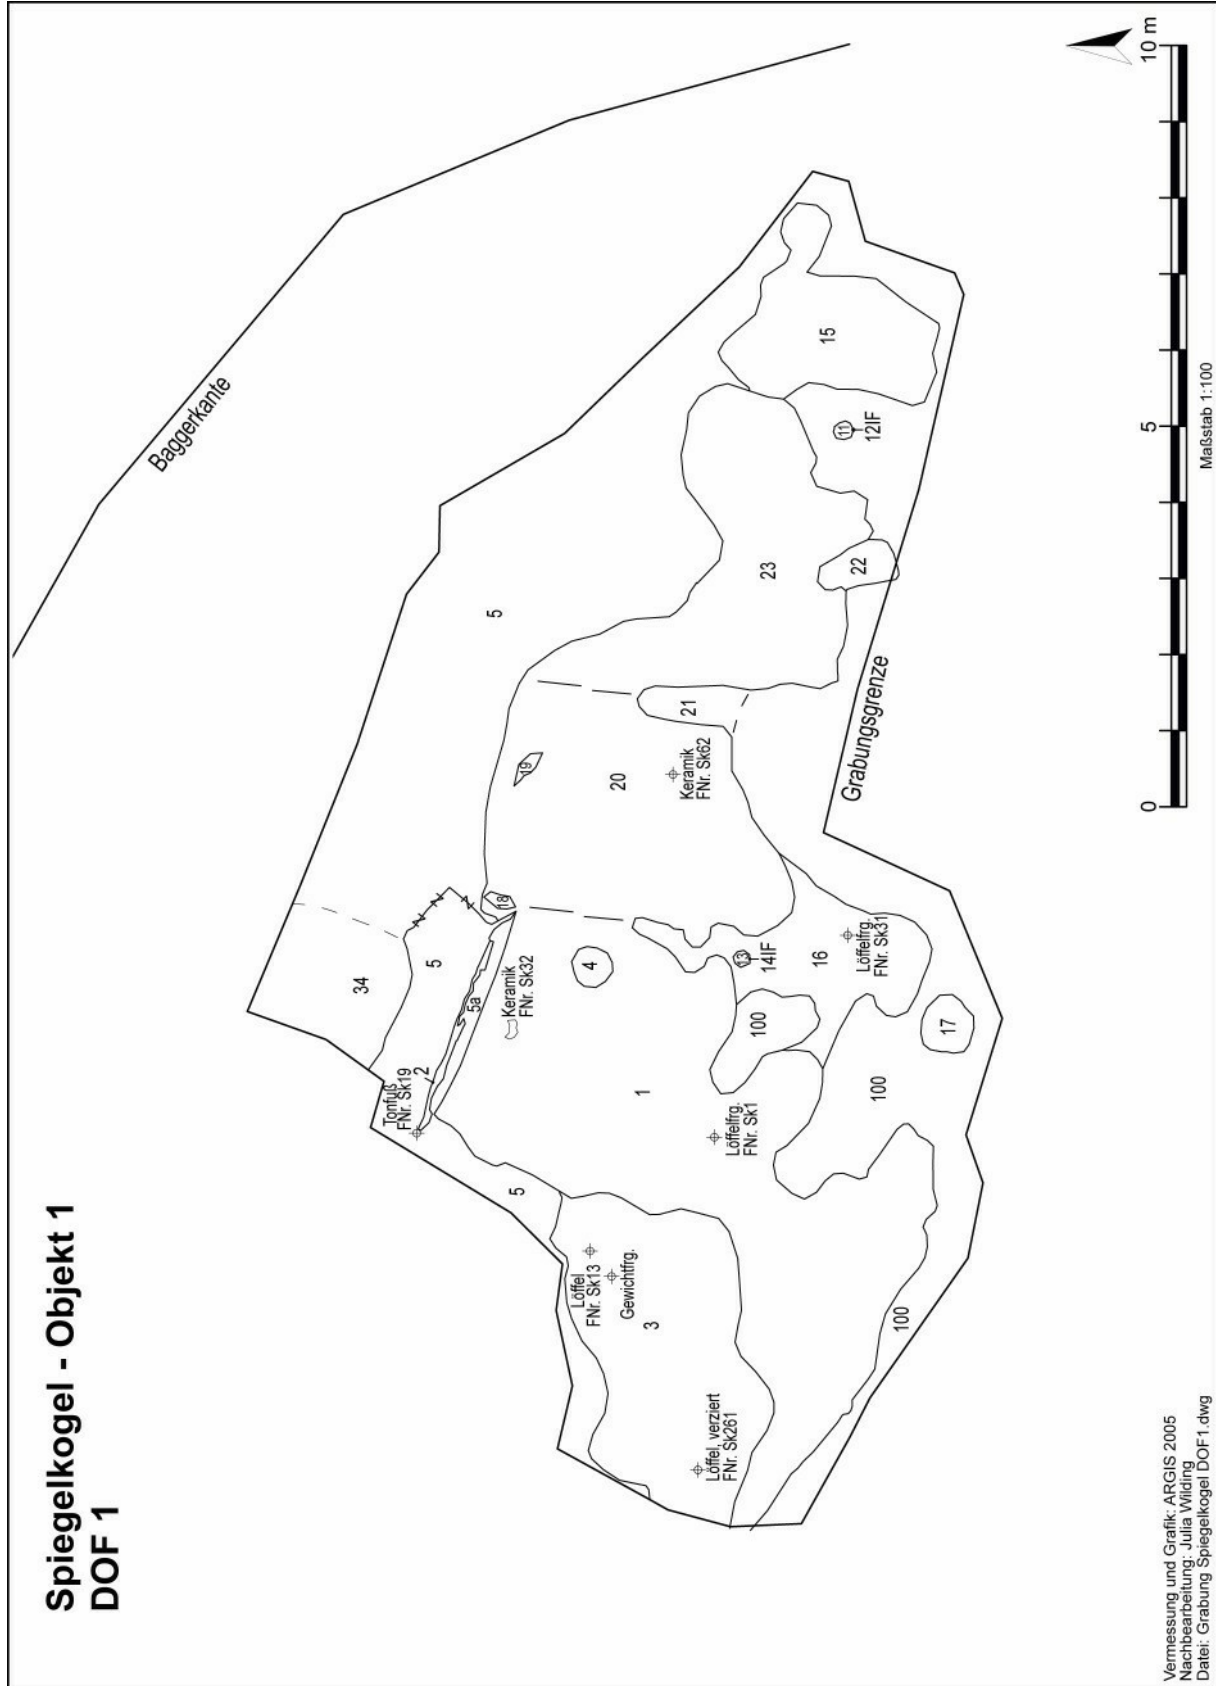 Spiegelkogel - Objekt 1
DOF 1
Baggerkante
34
5
5
5a
2
Tonfuß
FNr. Sk19
18
19
Keramik
FNr. Sk32
4
20
21
Keramik
FNr. Sk62
23
15
11
12IF
22
5
Löffel
FNr. Sk13
Gewichtfrg.
3
1
Löffelfrg.
FNr. Sk1
100
13
14IF
16
Löffelfrg.
FNr. Sk31
Grabungsgrenze
Löffel, verziert
FNr. Sk261
100
17
100
0
5
10 m
Maßstab 1:100
Vermessung und Grafik: ARGIS 2005
Nachbearbeitung: Julia Wilding
Datei: Grabung Spiegelkogel DOF1.dwg